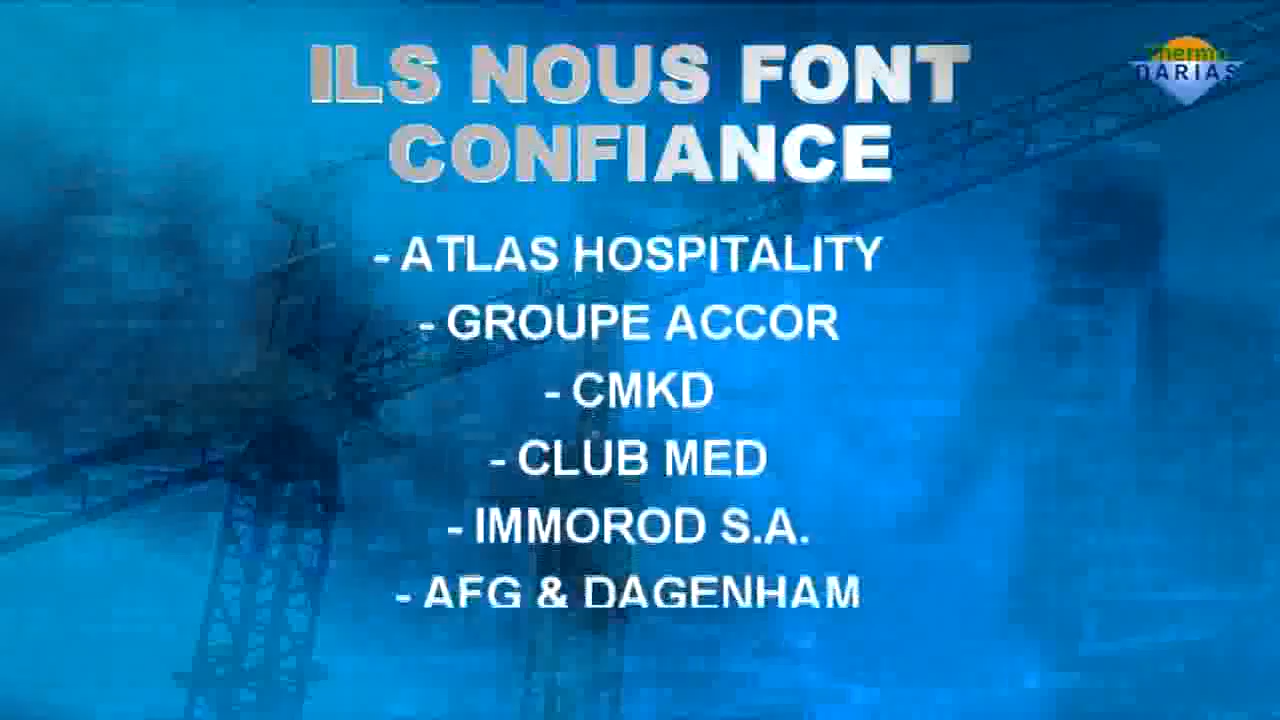 ILS NOUS FONT
CONFIANCE
DARIAS
- ATLAS HOSPITALITY
- GROUPE ACCOR
- CMKD
- CLUB MED
- IMMOROD S.A.
- AFG & DAGENHAM